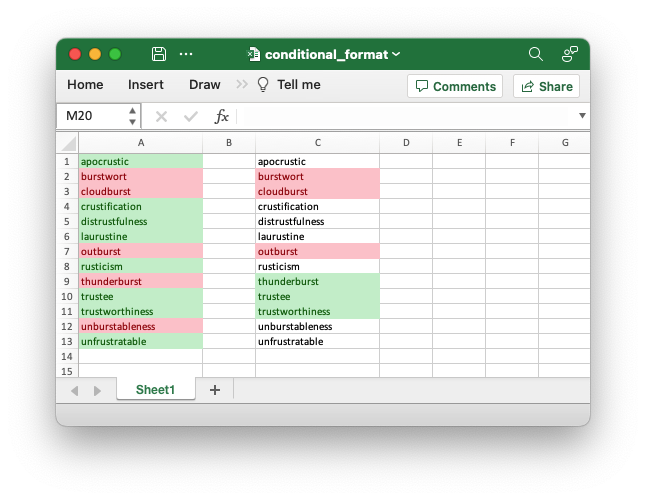 conditional_format
Home Insert Draw Tell me Comments Share
M20 fx
A B C D E F G
1 apocrustic apocrustic
2 burstwort burstwort
3 cloudburst cloudburst
4 crustification crustification
5 distrustfulness distrustfulness
6 laurustine laurustine
7 outburst outburst
8 rusticism rusticism
9 thunderburst thunderburst
10 trustee trustee
11 trustworthiness trustworthiness
12 unburstableness unburstableness
13 unfrustratable unfrustratable
14
15
Sheet1 +